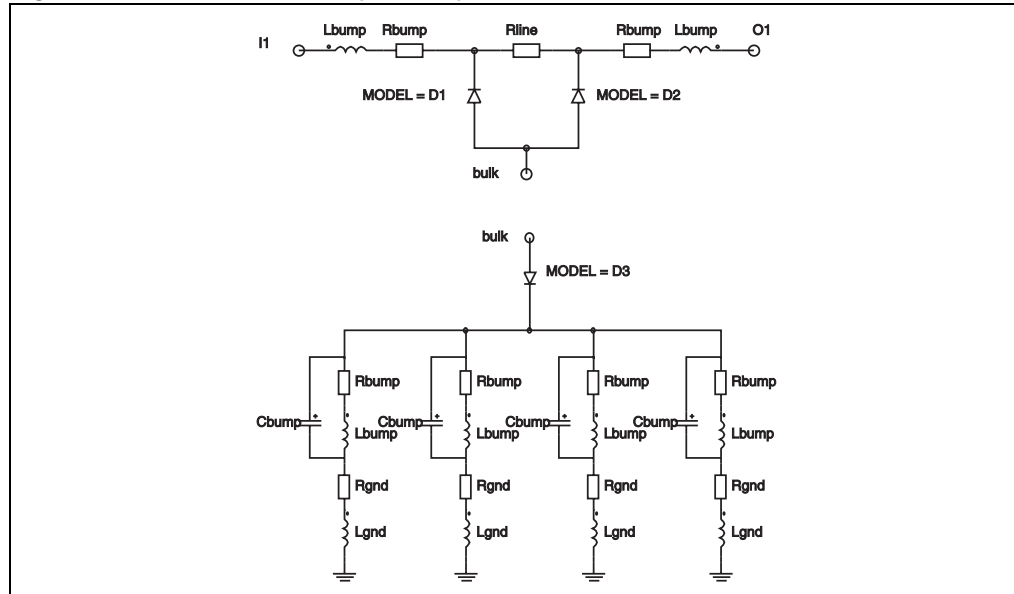 I1 Lbump Rbump Rline Rbump Lbump O1
MODEL = D1 MODEL = D2
bulk
bulk
MODEL = D3
Rbump Rbump Rbump Rbump
Cbump Cbump Cbump Cbump
Lbump Lbump Lbump Lbump
Rgnd Rgnd Rgnd Rgnd
Lgnd Lgnd Lgnd Lgnd